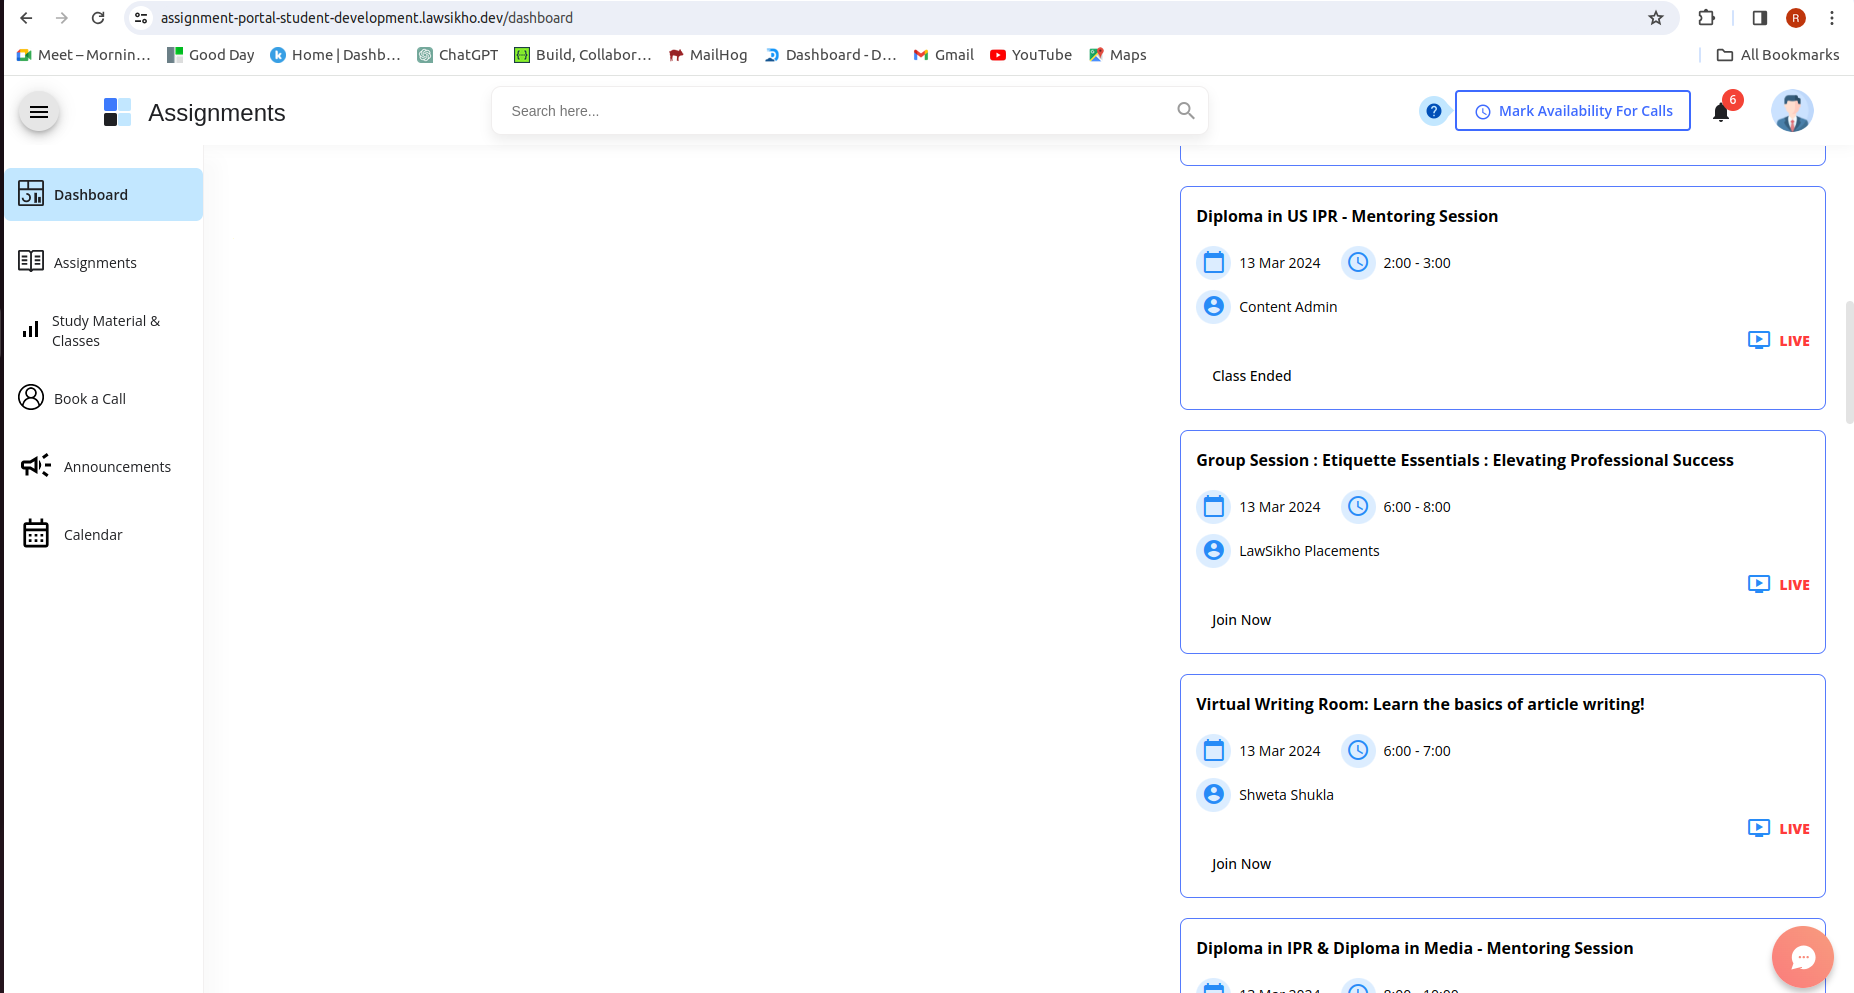 assignment-portal-student-development.lawsikho.dev/dashboard
R
Meet – Mornin...
Good Day
Home | Dashb...
ChatGPT
Build, Collabor...
MailHog
Dashboard - D...
Gmail
YouTube
Maps
All Bookmarks
Assignments
Search here...
?
Mark Availability For Calls
6
Dashboard
Assignments
Study Material &
Classes
Book a Call
Announcements
Calendar
Diploma in US IPR - Mentoring Session
13 Mar 2024
2:00 - 3:00
Content Admin
LIVE
Class Ended
Group Session : Etiquette Essentials : Elevating Professional Success
13 Mar 2024
6:00 - 8:00
LawSikho Placements
LIVE
Join Now
Virtual Writing Room: Learn the basics of article writing!
13 Mar 2024
6:00 - 7:00
Shweta Shukla
LIVE
Join Now
Diploma in IPR & Diploma in Media - Mentoring Session
13 Mar 2024